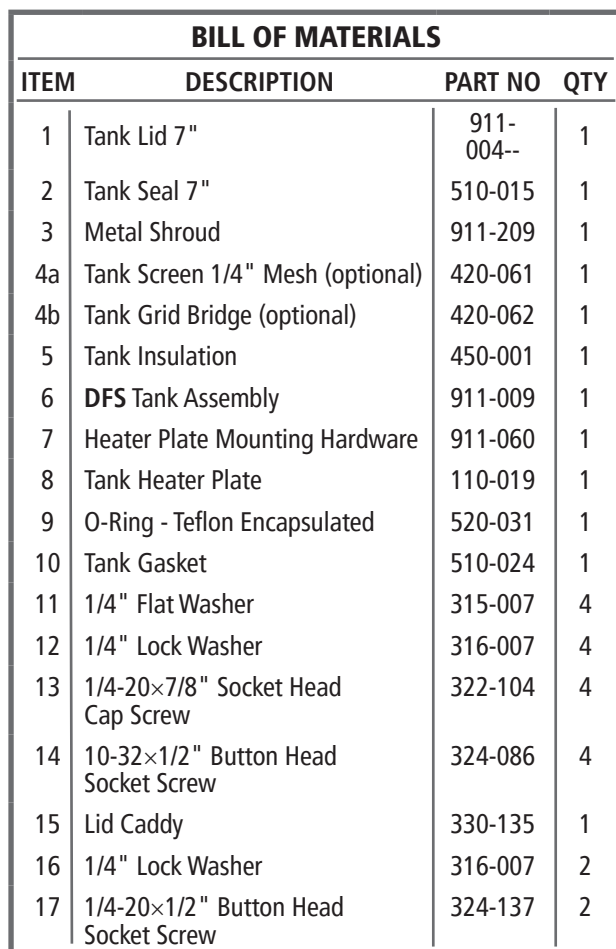 BILL OF MATERIALS
ITEM DESCRIPTION PART NO QTY
1 Tank Lid 7" 911-004-- 1
2 Tank Seal 7" 510-015 1
3 Metal Shroud 911-209 1
4a Tank Screen 1/4" Mesh (optional) 420-061 1
4b Tank Grid Bridge (optional) 420-062 1
5 Tank Insulation 450-001 1
6 DFS Tank Assembly 911-009 1
7 Heater Plate Mounting Hardware 911-060 1
8 Tank Heater Plate 110-019 1
9 O-Ring - Teflon Encapsulated 520-031 1
10 Tank Gasket 510-024 1
11 1/4" Flat Washer 315-007 4
12 1/4" Lock Washer 316-007 4
13 1/4-20×7/8" Socket Head 322-104 4
Cap Screw
14 10-32×1/2" Button Head 324-086 4
Socket Screw
15 Lid Caddy 330-135 1
16 1/4" Lock Washer 316-007 2
17 1/4-20×1/2" Button Head 324-137 2
Socket Screw